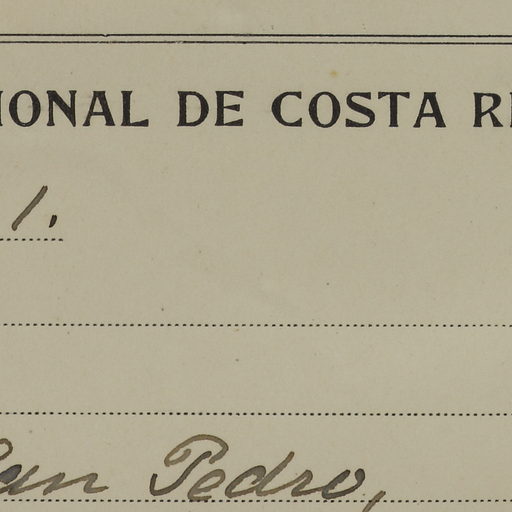 IONAL DE COSTA R
1.
San Pedro,